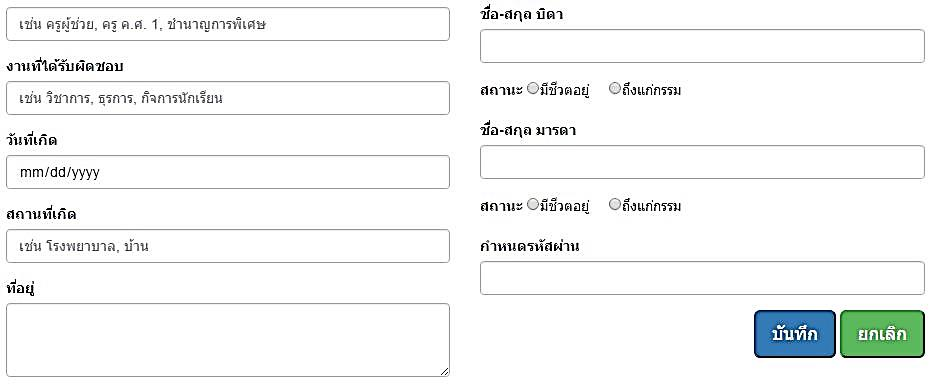 เช่น ครูผู้ช่วย, ครู ค.ศ. 1, ชำนาญการพิเศษ
งานที่ได้รับผิดชอบ
เช่น วิชาการ, ธุรการ, กิจการนักเรียน
วันที่เกิด
mm/dd/yyyy
สถานที่เกิด
เช่น โรงพยาบาล, บ้าน
ที่อยู่
ชื่อ-สกุล บิดา
สถานะ มีชีวิตอยู่ ถึงแก่กรรม
ชื่อ-สกุล มารดา
สถานะ มีชีวิตอยู่ ถึงแก่กรรม
กำหนดรหัสผ่าน
บันทึก ยกเลิก